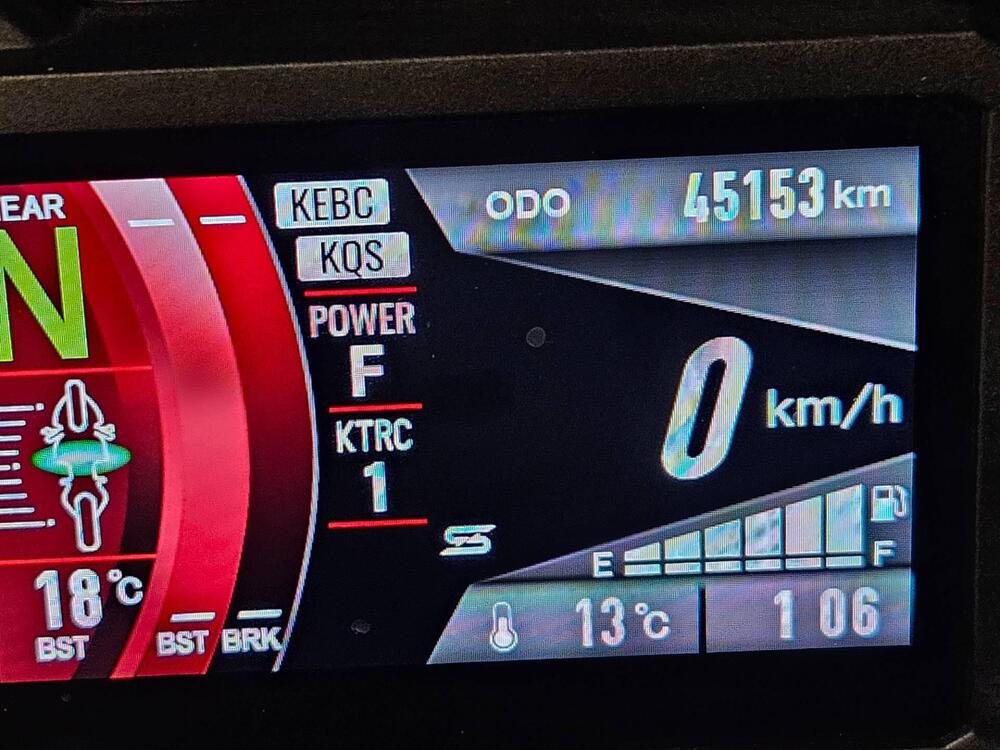 EAR
N
18°C
BST
BST BRK
KEBC
KQS
POWER
F
KTRC
1
ODO 45153 km
0 km/h
E F
13°C 1 06